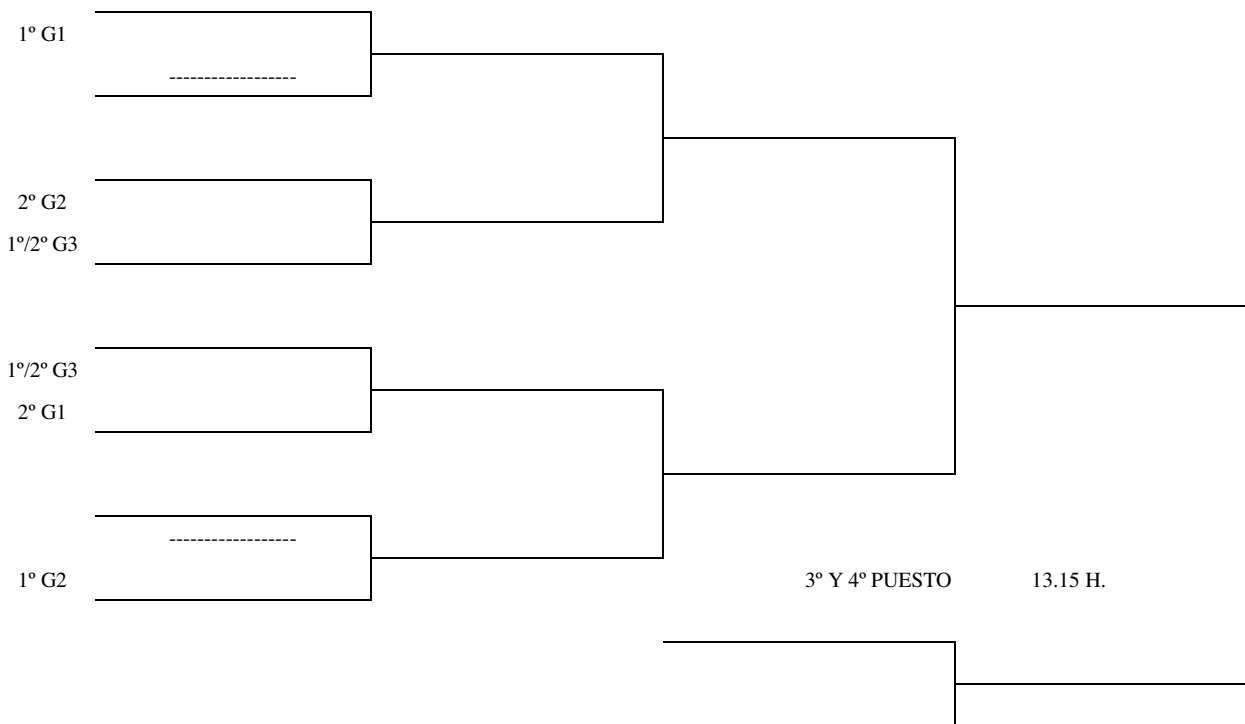 1º G1
------------------
2º G2
1º/2º G3
1º/2º G3
2º G1
------------------
1º G2
3º Y 4º PUESTO 13.15 H.